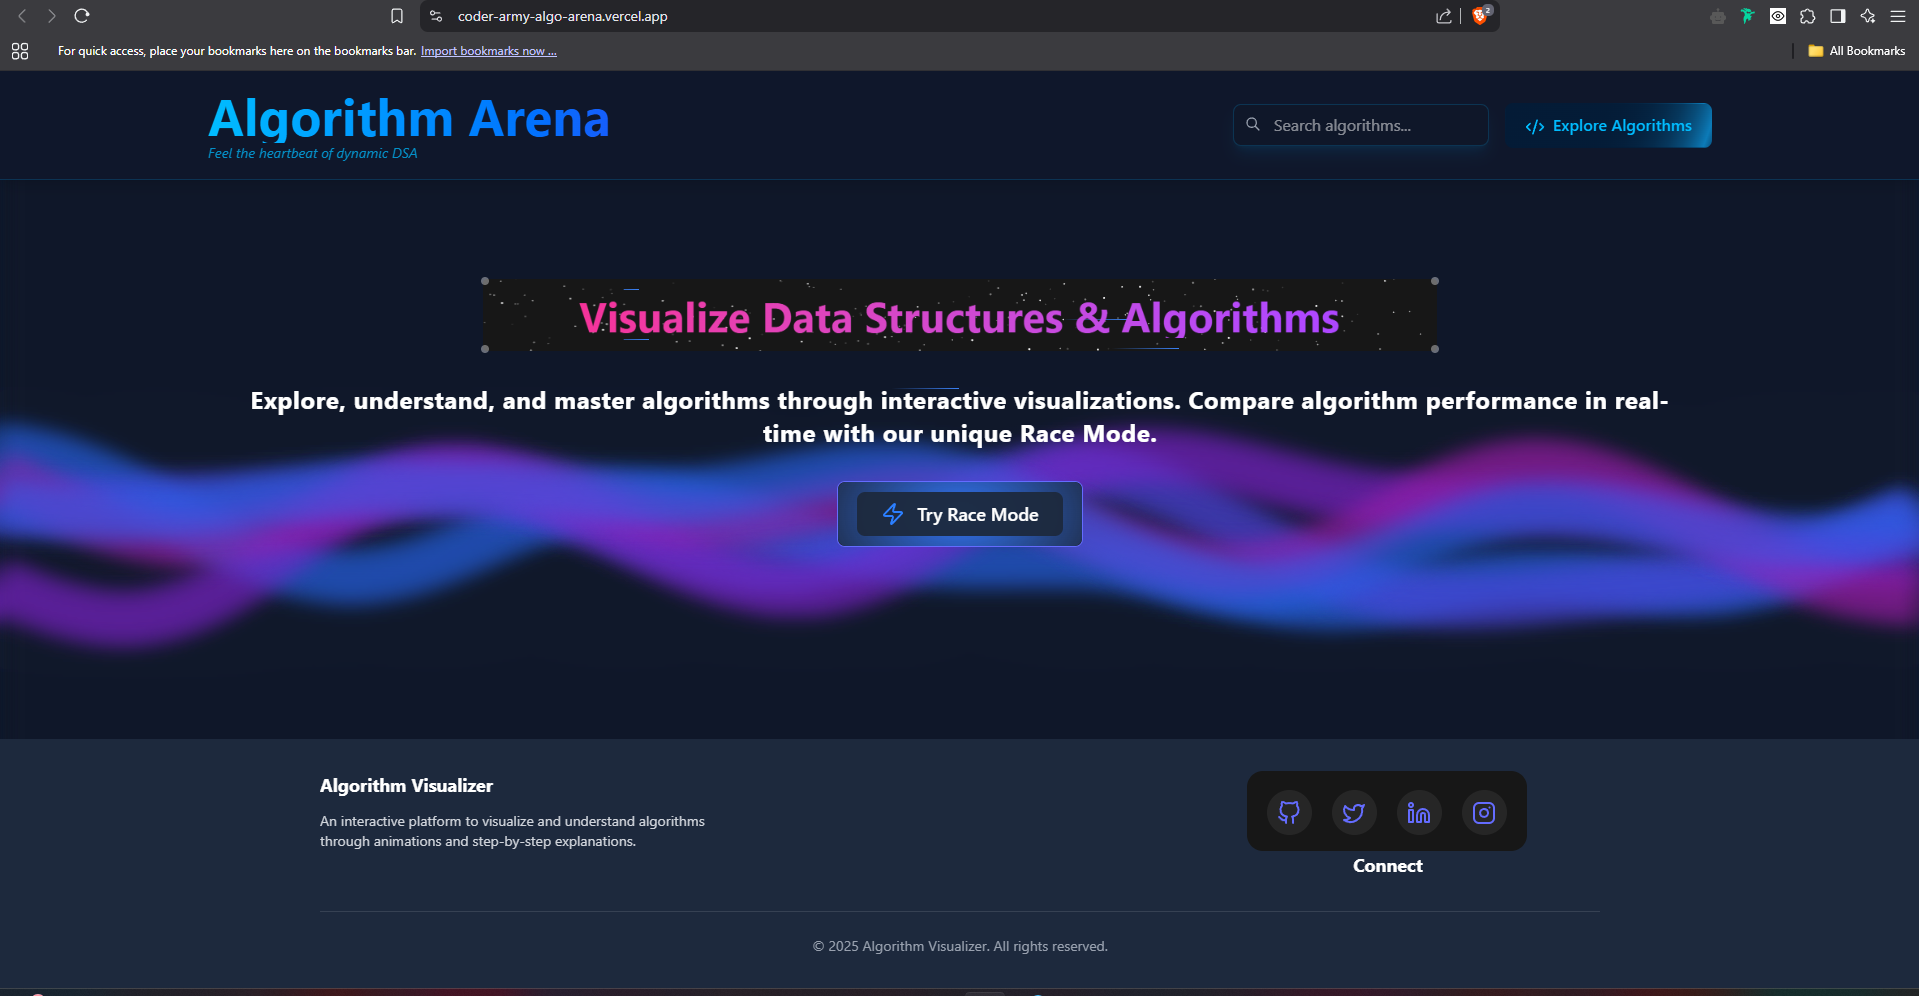 coder-army-algo-arena.vercel.app
2
For quick access, place your bookmarks here on the bookmarks bar. Import bookmarks now ...
All Bookmarks
Algorithm Arena
Feel the heartbeat of dynamic DSA
Search algorithms...
</> Explore Algorithms
Visualize Data Structures & Algorithms
Explore, understand, and master algorithms through interactive visualizations. Compare algorithm performance in real-
time with our unique Race Mode.
Try Race Mode
Algorithm Visualizer
An interactive platform to visualize and understand algorithms
through animations and step-by-step explanations.
Connect
© 2025 Algorithm Visualizer. All rights reserved.